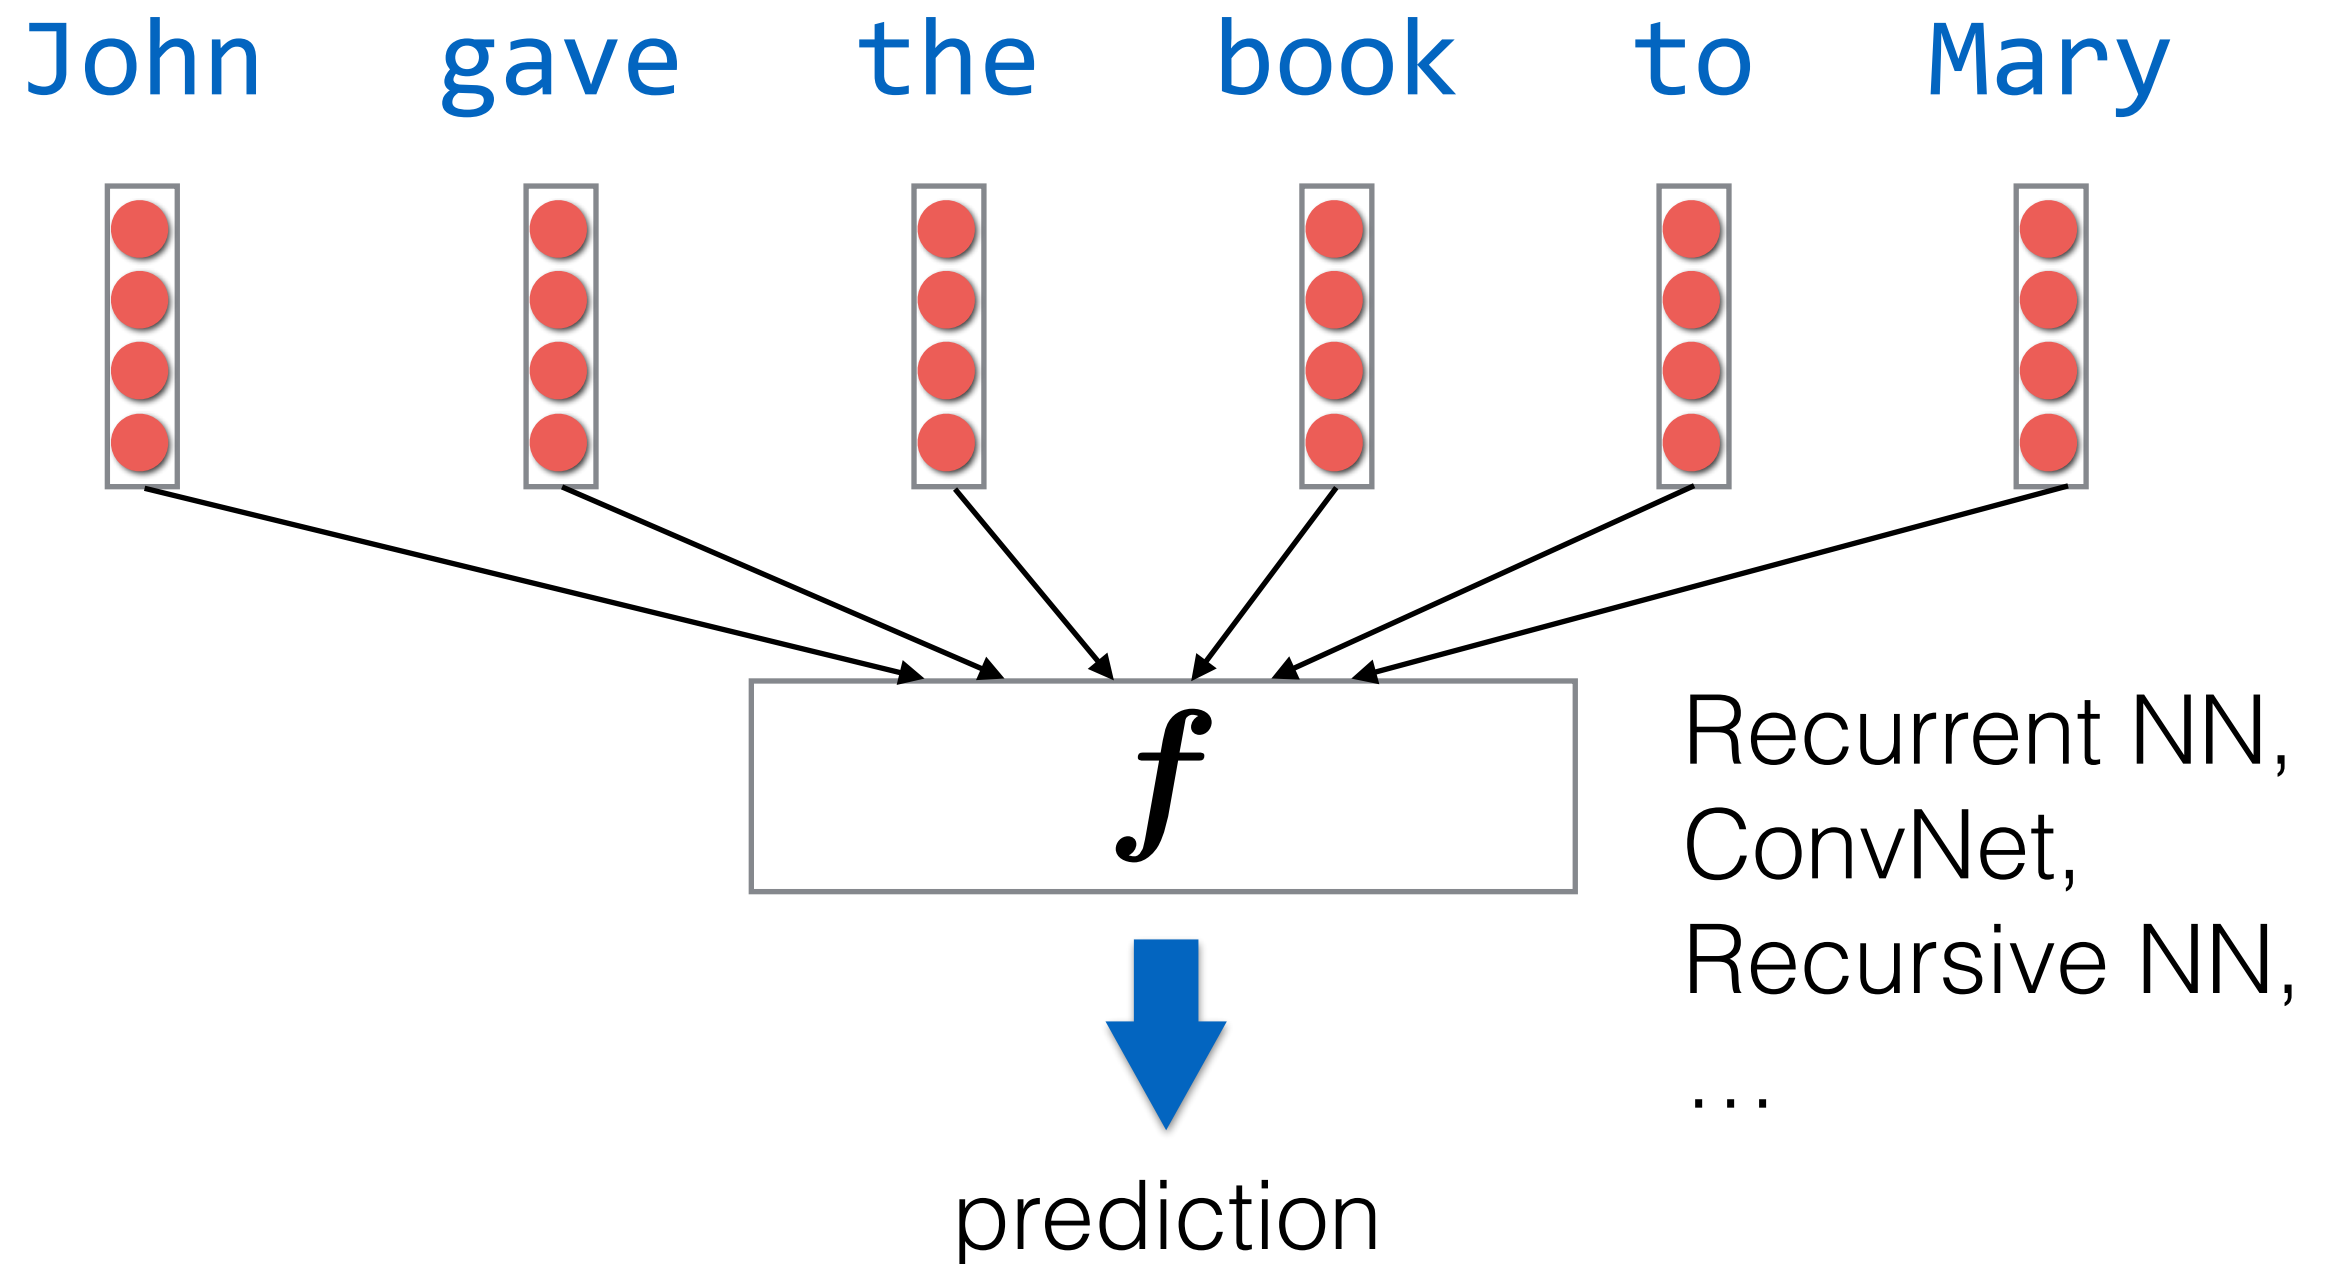 John gave the book to Mary
f
Recurrent NN,
ConvNet,
Recursive NN,
...
prediction